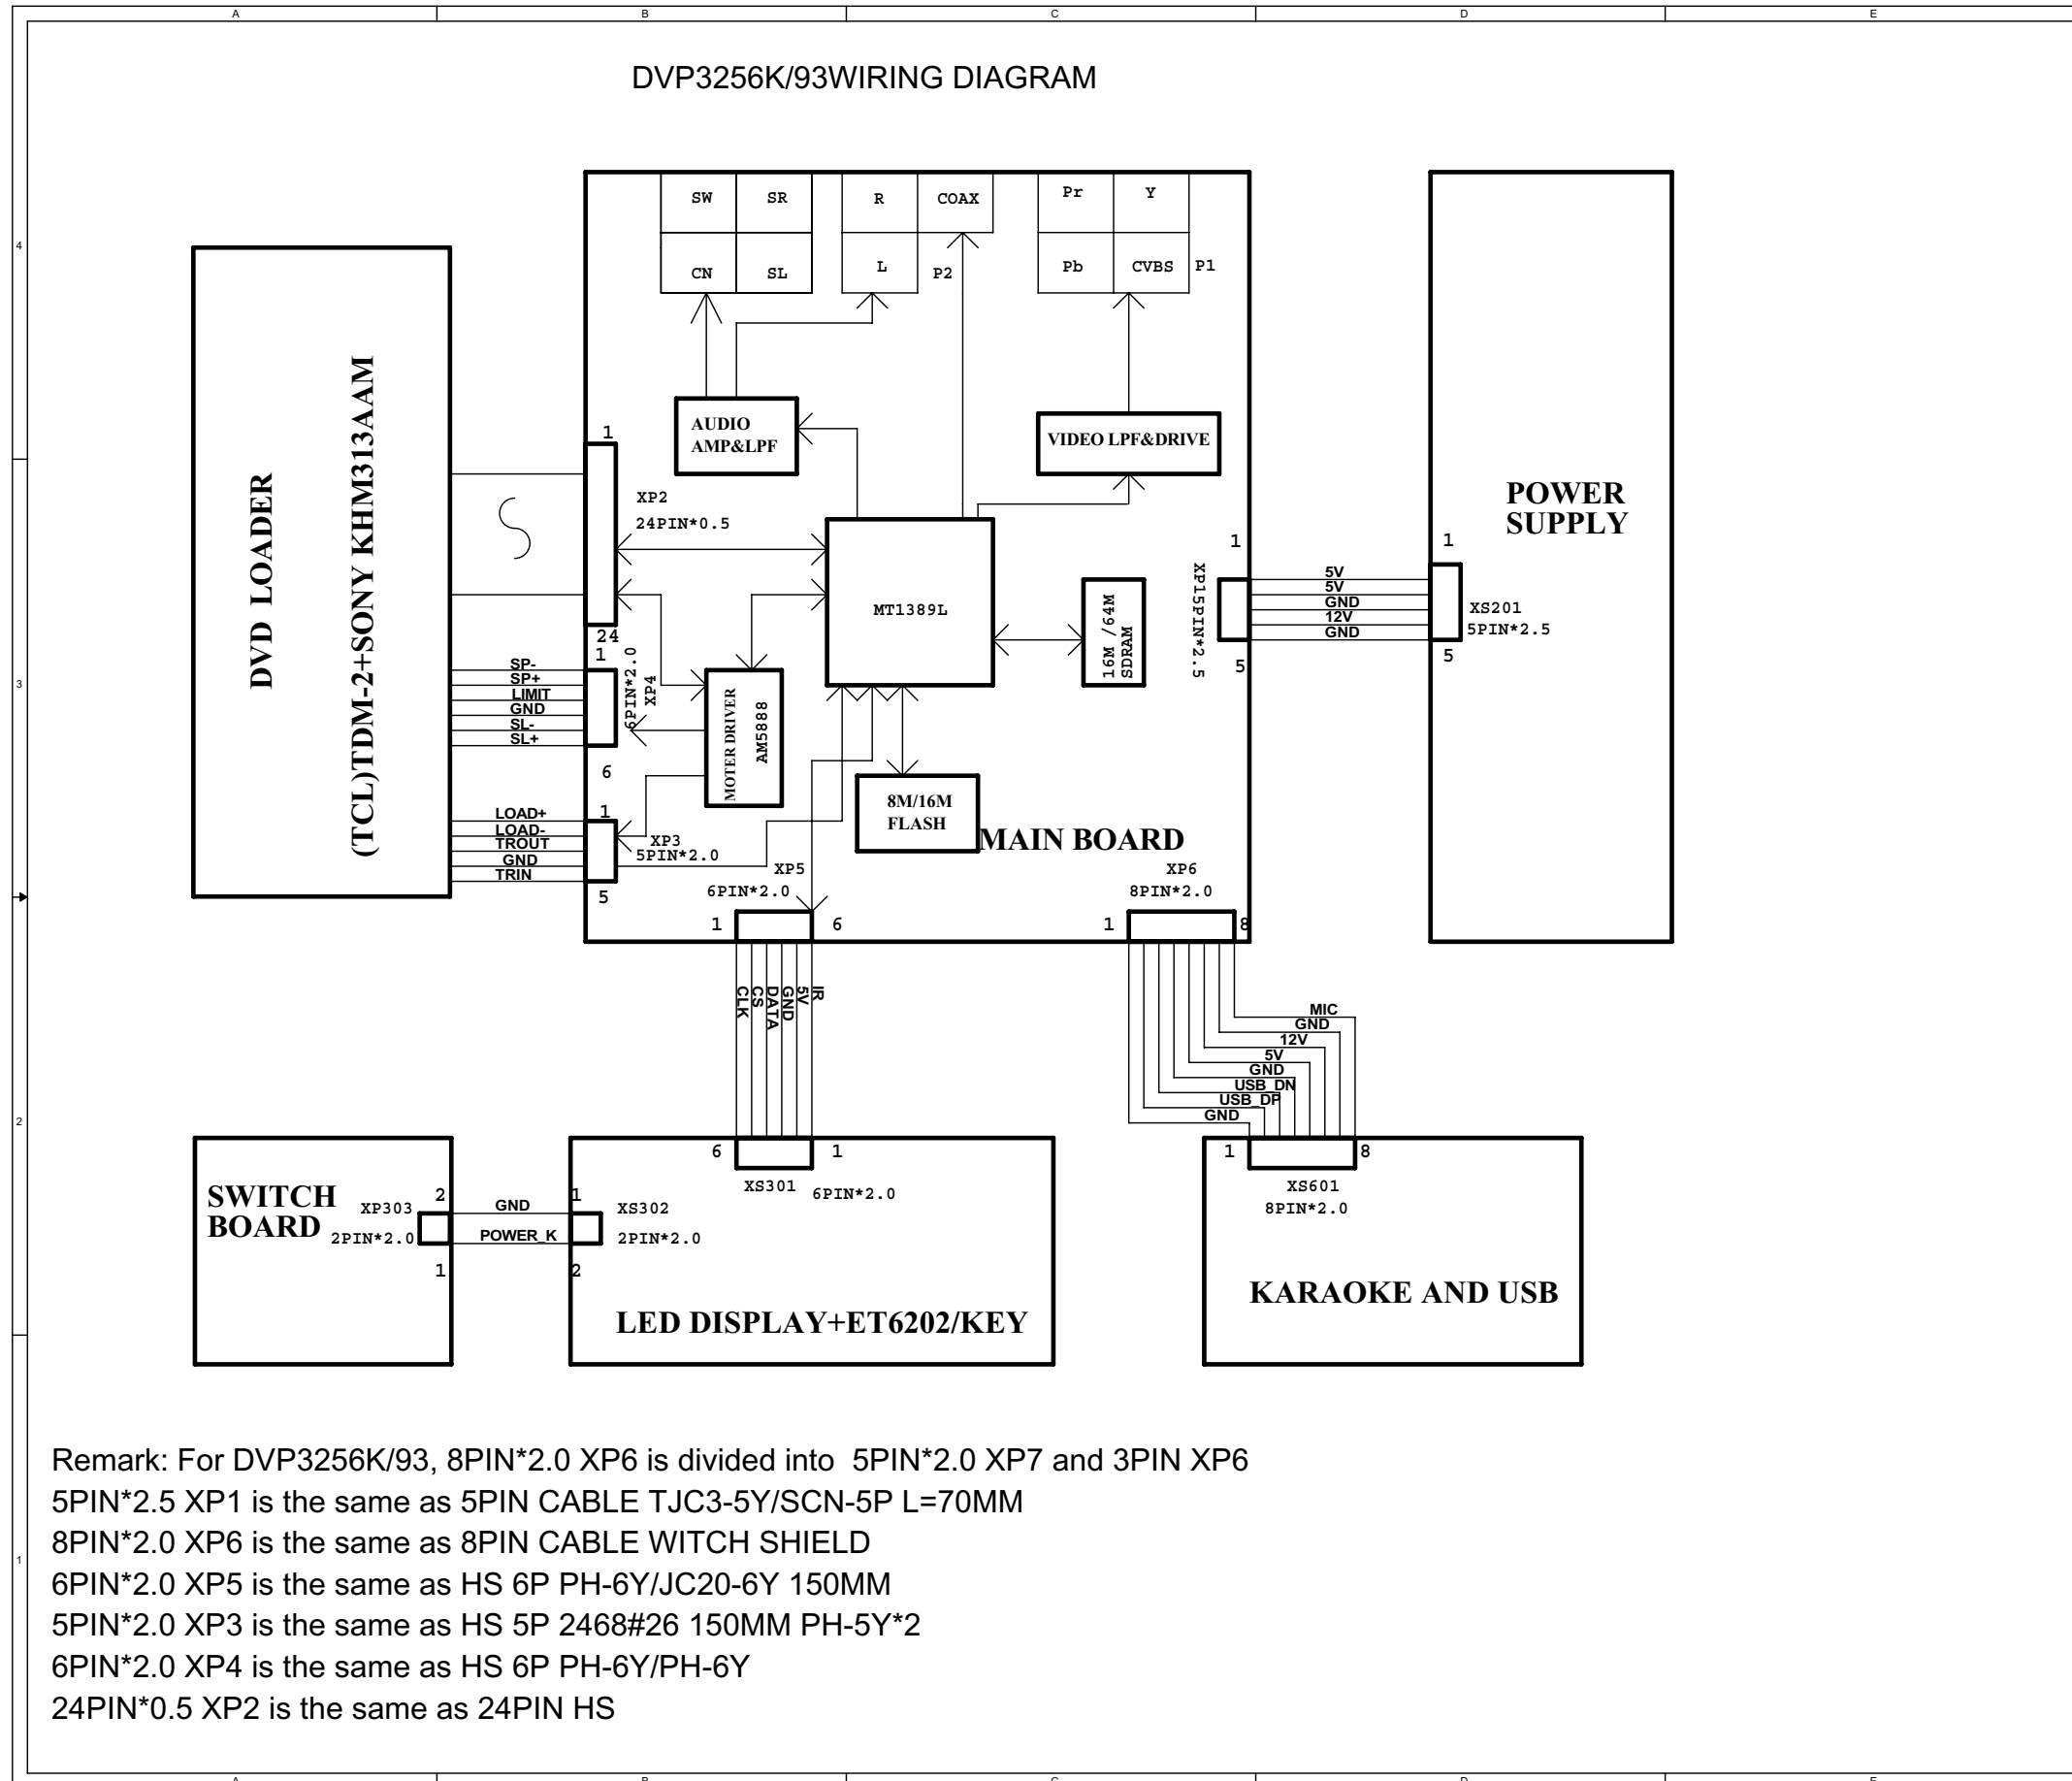 A B C D E
DVP3256K/93WIRING DIAGRAM
4
3
2
1
DVD LOADER
(TCL)TDM-2+SONY KHM313AAM
SW SR
CN SL
R COAX
L P2
Pr Y
Pb CVBS P1
AUDIO
AMP&LPF
VIDEO LPF&DRIVE
1
XP2
24PIN*0.5
24
MT1389L
16M /64M
SDRAM
1
XP15PIN*2.5
5
5V
5V
GND
12V
GND
POWER
SUPPLY
1
XS201
5PIN*2.5
5
SP-
SP+
LIMIT
GND
SL-
SL+
1
6PIN*2.0
XP4
6
MOTER DRIVER
AM5888
8M/16M
FLASH
MAIN BOARD
LOAD+
LOAD-
TROUT
GND
TRIN
1
XP3
5PIN*2.0
5
XP5
6PIN*2.0
1 6
XP6
8PIN*2.0
1 8
CLK
CS
DATA
GND
5V
IR
MIC
GND
12V
5V
GND
USB_DN
USB_DP
GND
SWITCH
BOARD
XP303
2PIN*2.0
2
1
GND
POWER_K
1
XS302
2PIN*2.0
2
6 1
XS301 6PIN*2.0
LED DISPLAY+ET6202/KEY
1 8
XS601
8PIN*2.0
KARAOKE AND USB
Remark: For DVP3256K/93, 8PIN*2.0 XP6 is divided into 5PIN*2.0 XP7 and 3PIN XP6
5PIN*2.5 XP1 is the same as 5PIN CABLE TJC3-5Y/SCN-5P L=70MM
8PIN*2.0 XP6 is the same as 8PIN CABLE WITCH SHIELD
6PIN*2.0 XP5 is the same as HS 6P PH-6Y/JC20-6Y 150MM
5PIN*2.0 XP3 is the same as HS 5P 2468#26 150MM PH-5Y*2
6PIN*2.0 XP4 is the same as HS 6P PH-6Y/PH-6Y
24PIN*0.5 XP2 is the same as 24PIN HS
A B C D E